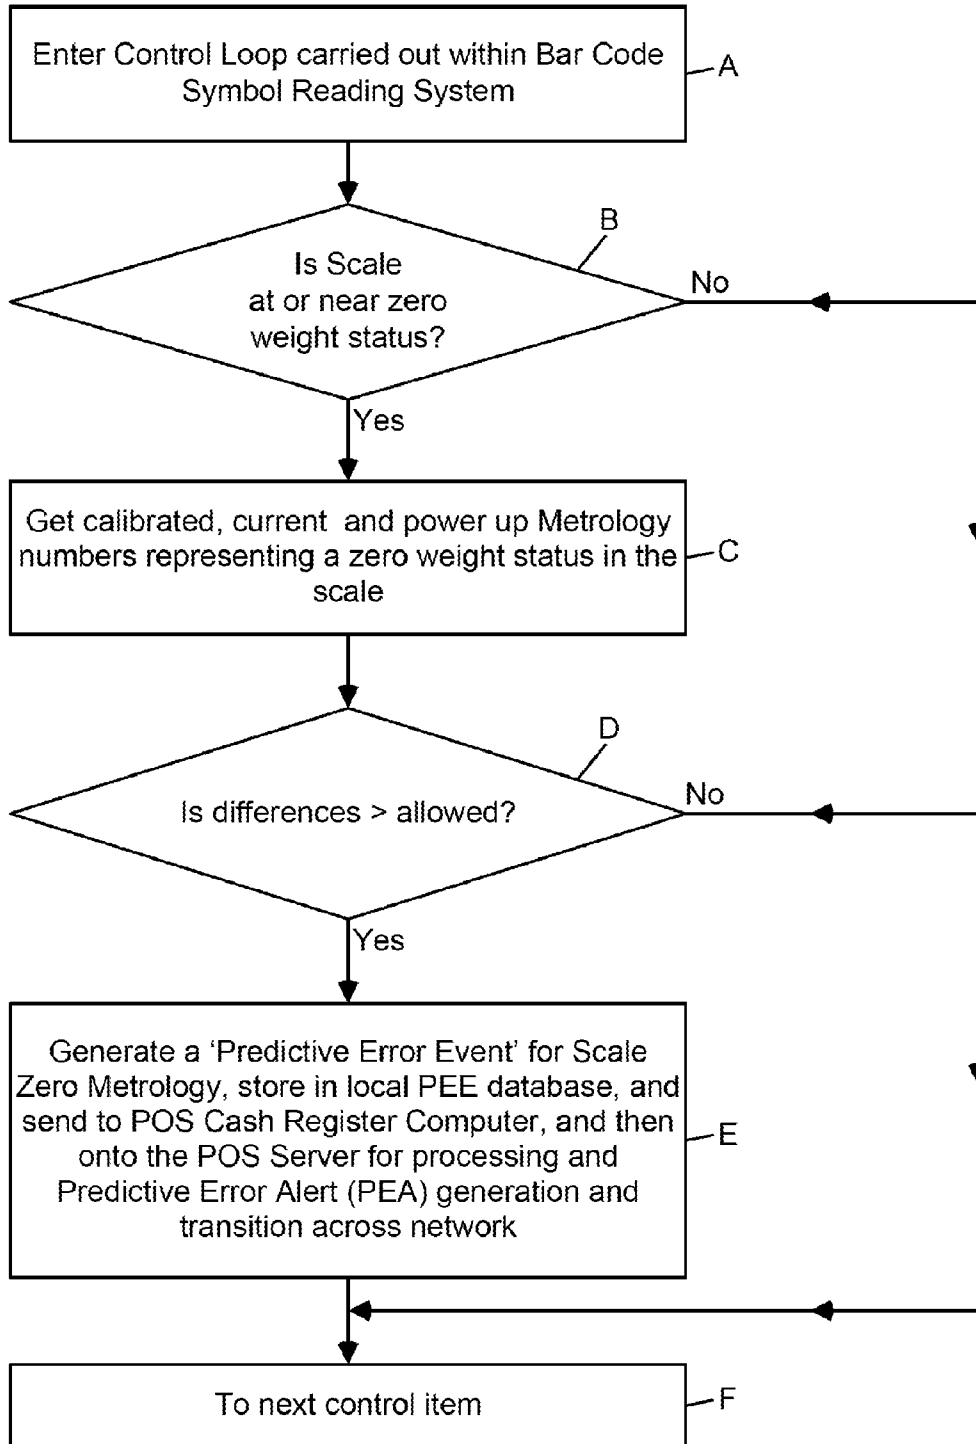 Enter Control Loop carried out within Bar Code
Symbol Reading System
A
B
Is Scale
at or near zero
weight status?
No
Yes
Get calibrated, current and power up Metrology
numbers representing a zero weight status in the
scale
C
D
Is differences > allowed?
No
Yes
Generate a ‘Predictive Error Event’ for Scale
Zero Metrology, store in local PEE database, and
send to POS Cash Register Computer, and then
onto the POS Server for processing and
Predictive Error Alert (PEA) generation and
transition across network
E
To next control item
F